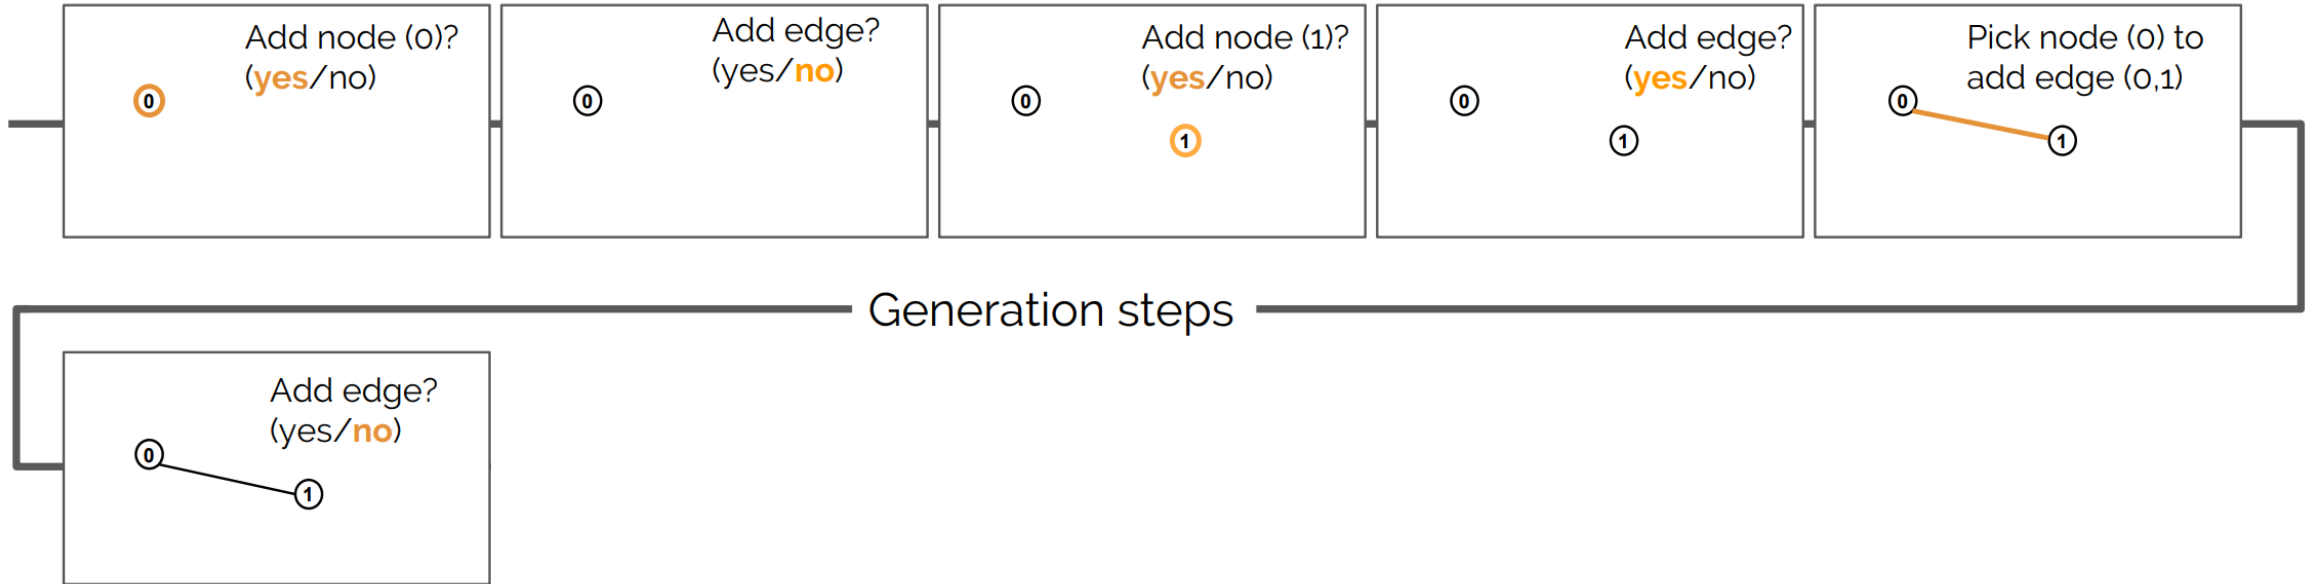 Add node (0)?
(yes/no)
0
Add edge?
(yes/no)
0
Add node (1)?
(yes/no)
0
1
Add edge?
(yes/no)
0
1
Pick node (0) to
add edge (0,1)
0
1
Generation steps
Add edge?
(yes/no)
0
1